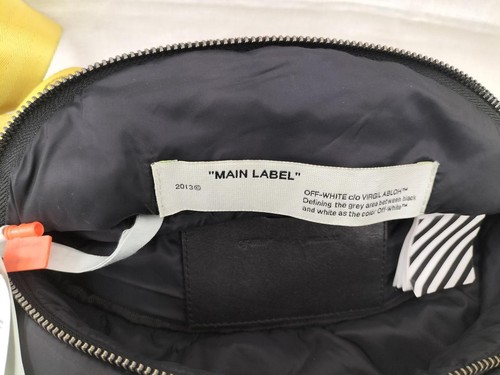 "MAIN LABEL"
2013©
OFF-WHITE c/o VIRGIL ABLOH™
Defining the grey area between black
and white as the color Off-White™